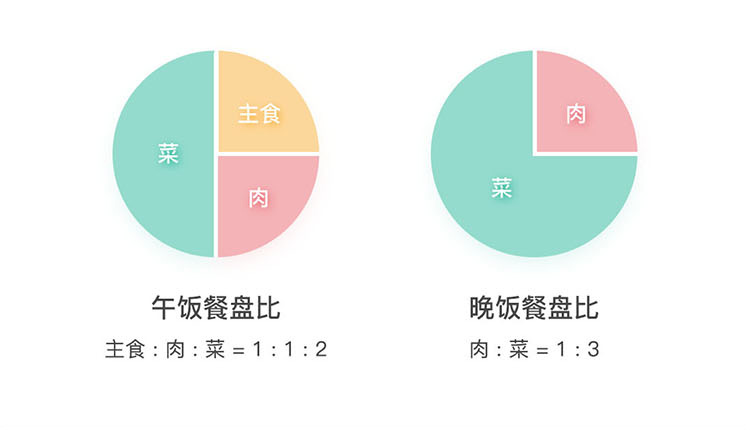 主食
菜
肉
午饭餐盘比
主食 : 肉 : 菜 = 1 : 1 : 2
肉
菜
晚饭餐盘比
肉 : 菜 = 1 : 3